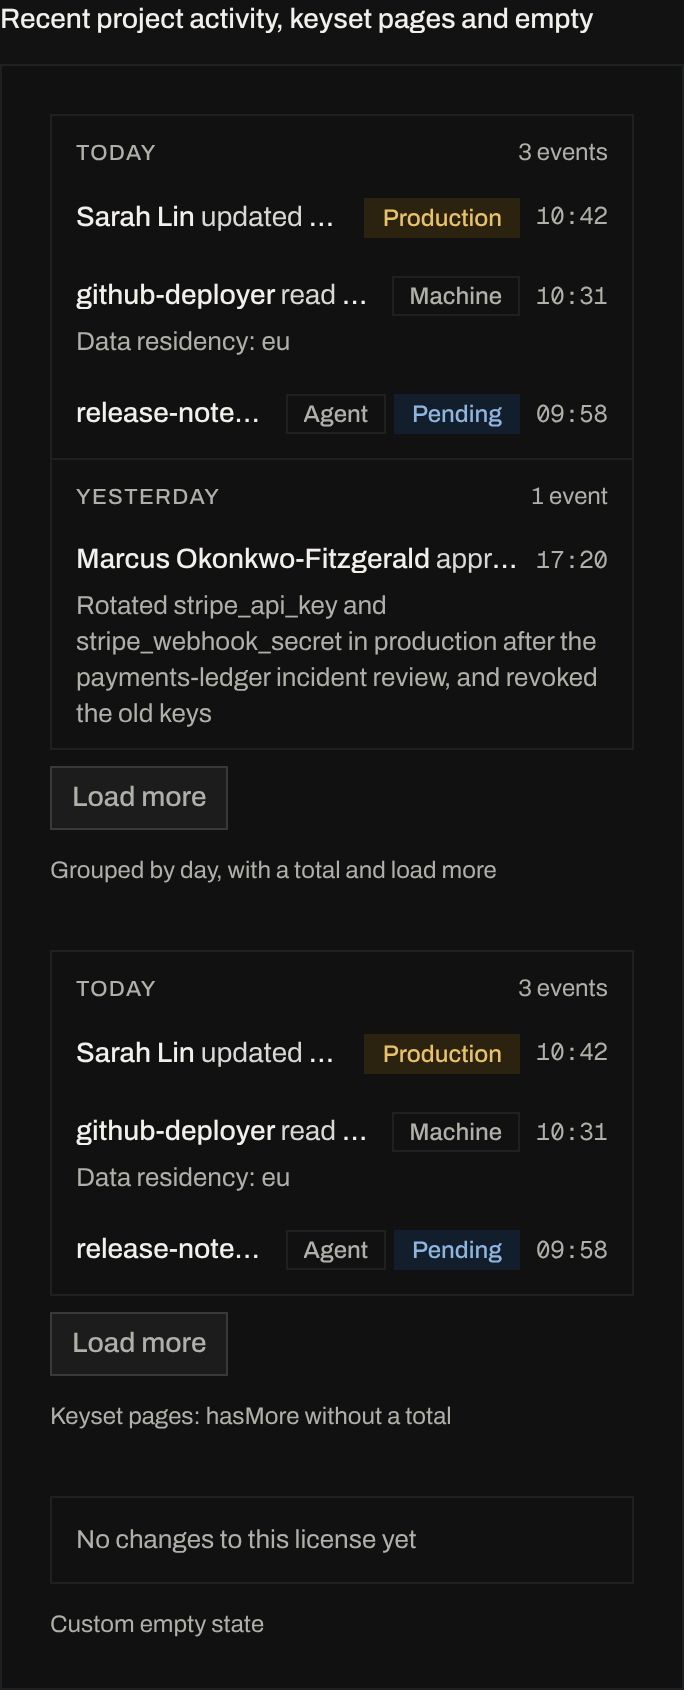 Recent project activity, keyset pages and empty
TODAY 3 events
Sarah Lin updated ... Production 10:42
github-deployer read ... Machine 10:31
Data residency: eu
release-note... Agent Pending 09:58
YESTERDAY 1 event
Marcus Okonkwo-Fitzgerald appr... 17:20
Rotated stripe_api_key and
stripe_webhook_secret in production after the
payments-ledger incident review, and revoked
the old keys
Load more
Grouped by day, with a total and load more
TODAY 3 events
Sarah Lin updated ... Production 10:42
github-deployer read ... Machine 10:31
Data residency: eu
release-note... Agent Pending 09:58
Load more
Keyset pages: hasMore without a total
No changes to this license yet
Custom empty state